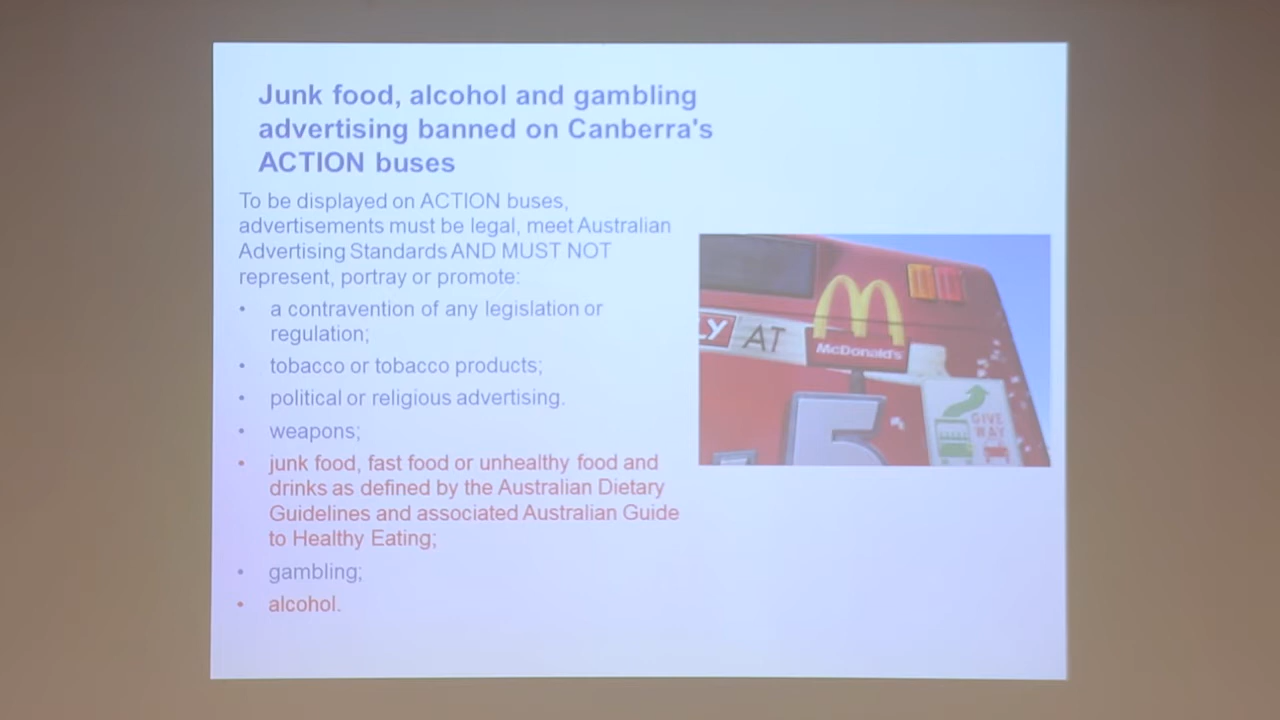 Junk food, alcohol and gambling
advertising banned on Canberra's
ACTION buses
To be displayed on ACTION buses,
advertisements must be legal, meet Australian
Advertising Standards AND MUST NOT
represent, portray or promote:
• a contravention of any legislation or
regulation;
• tobacco or tobacco products;
• political or religious advertising.
• weapons;
• junk food, fast food or unhealthy food and
drinks as defined by the Australian Dietary
Guidelines and associated Australian Guide
to Healthy Eating;
• gambling;
• alcohol.
LY AT
McDonald's
5
GIVE
WAY